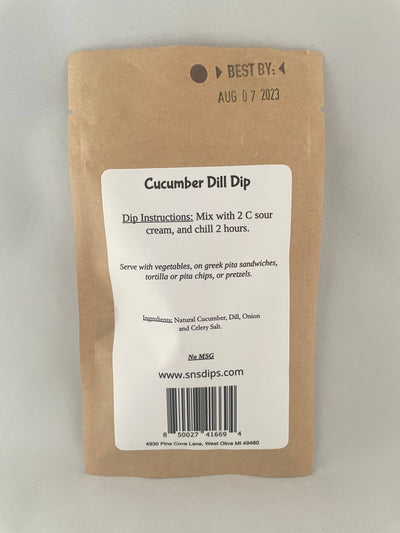 BEST BY:
AUG 07 2023
Cucumber Dill Dip
Dip Instructions: Mix with 2 C sour
cream, and chill 2 hours.
Serve with vegetables, on greek pita sandwiches,
tortilla or pita chips, or pretzels.
Ingredients: Natural Cucumber, Dill, Onion
and Celery Salt.
No MSG
www.snsdips.com
8 50027 41669 4
4930 Pine Cove Lane, West Olive MI 49460